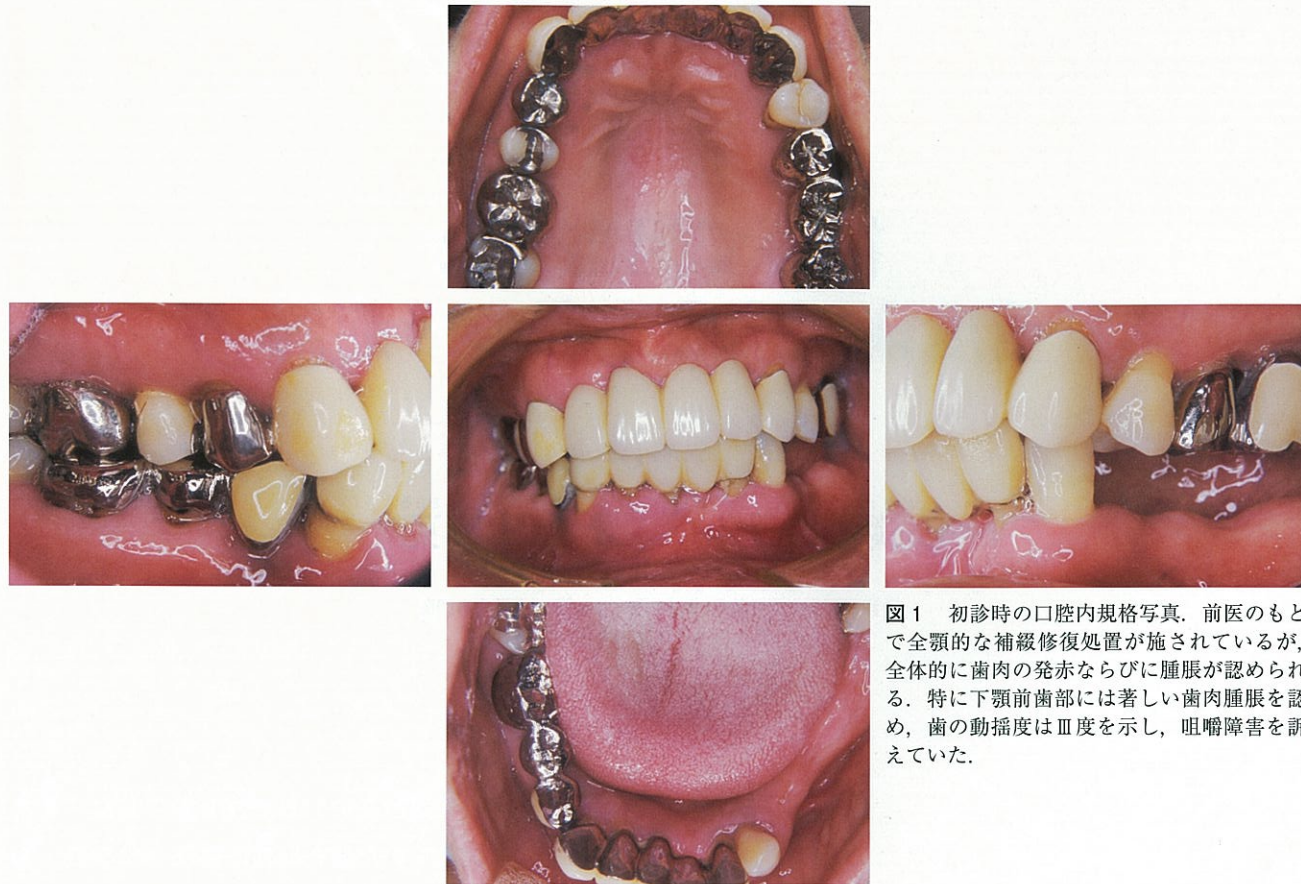 図1　初診時の口腔内規格写真．前医のもと
で全顎的な補綴修復処置が施されているが，
全体的に歯肉の発赤ならびに腫脹が認められ
る．特に下顎前歯部には著しい歯肉腫脹を認
め，歯の動揺度はⅢ度を示し，咀嚼障害を訴
えていた．